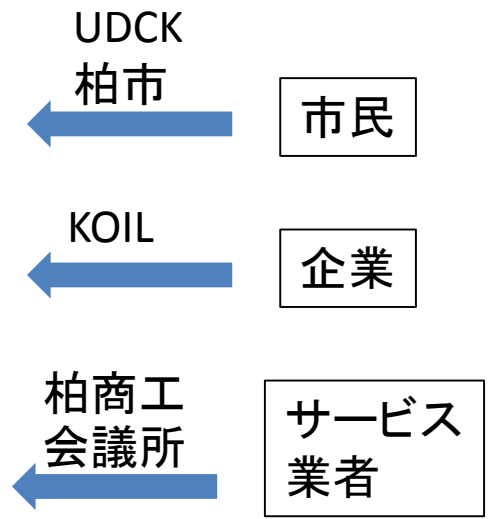 UDCK
柏市
市民
KOIL
企業
柏商工
会議所
サービス
業者